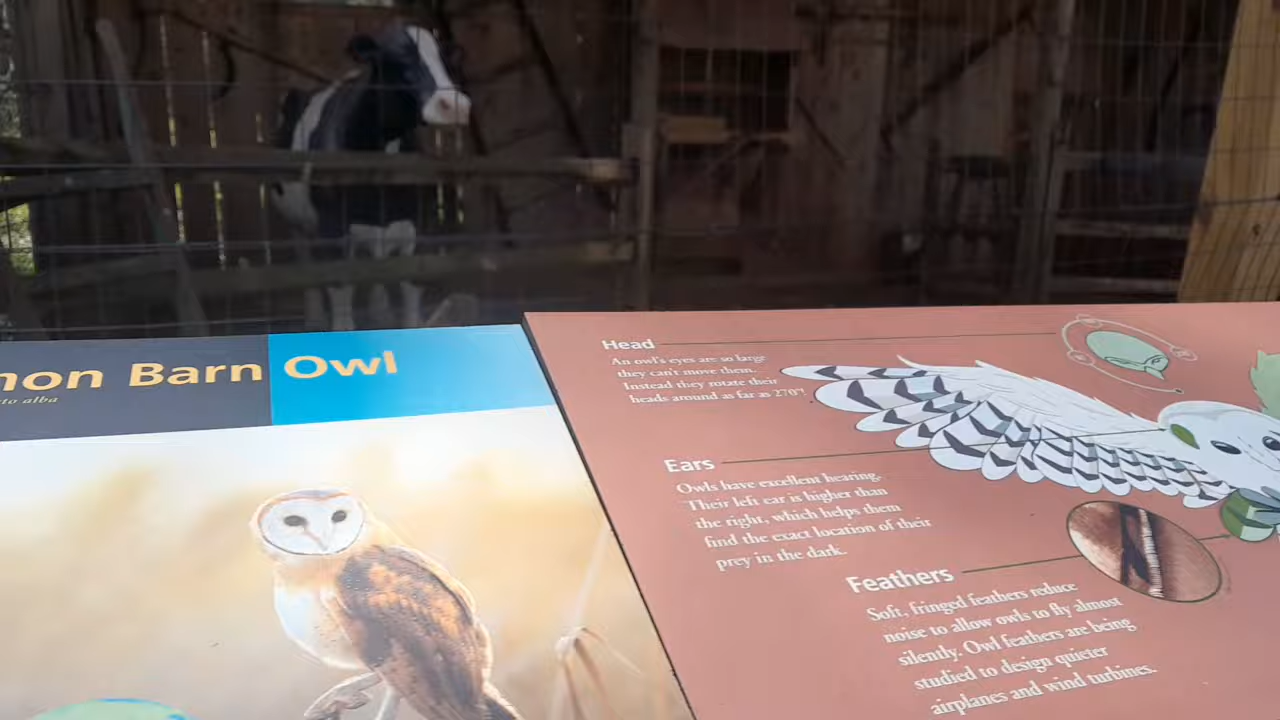 non Barn Owl
to alba
Head
An owl's eyes are so large
they can't move them.
Instead they rotate their
heads around as far as 270°!
Ears
Owls have excellent hearing.
Their left ear is higher than
the right, which helps them
find the exact location of their
prey in the dark.
Feathers
Soft, fringed feathers reduce
noise to allow owls to fly almost
silently. Owl feathers are being
studied to design quieter
airplanes and wind turbines.